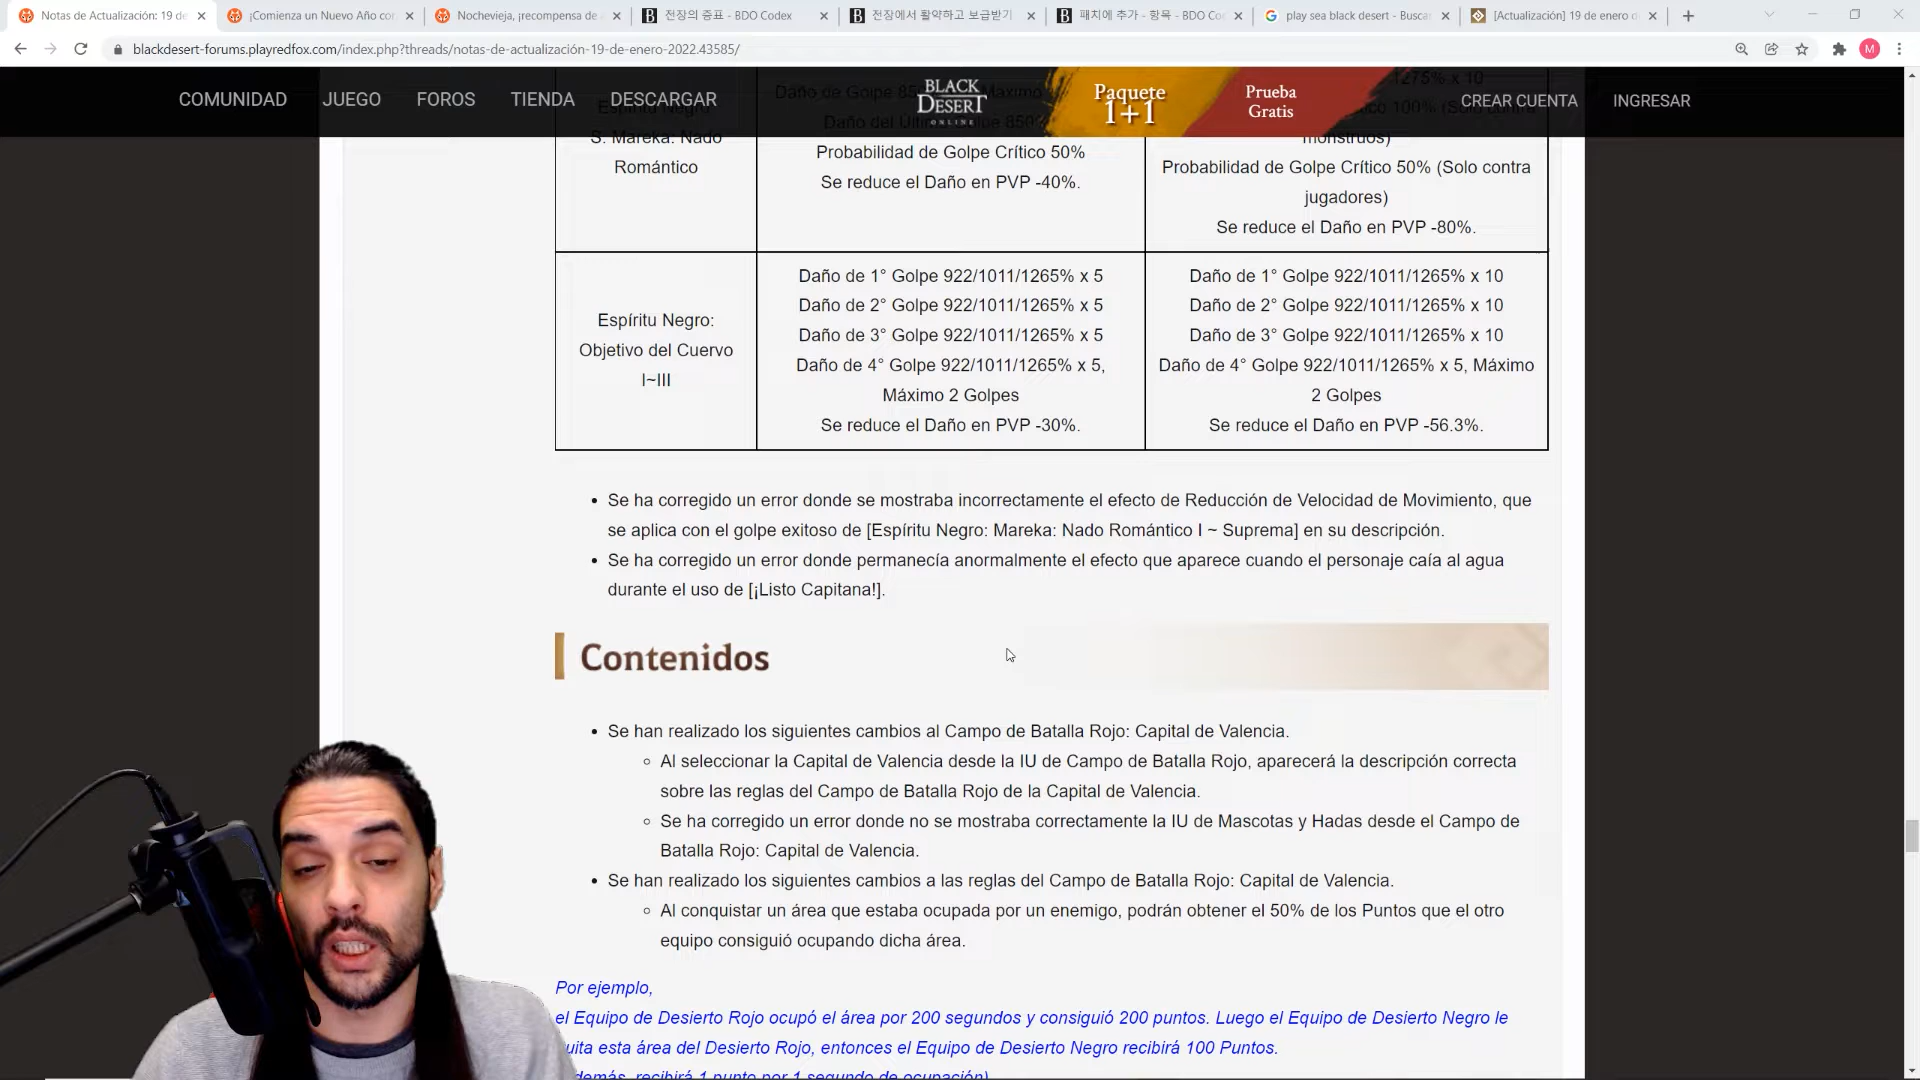 Notas de Actualización: 19 de
¡Comienza un Nuevo Año con
Nochevieja, ¡recompensa de
전장의 증표 - BDO Codex
전장에서 활약하고 보급받기
패치에 추가 - 항목 - BDO Co
play sea black desert - Busca
[Actualización] 19 de enero d
blackdesert-forums.playredfox.com/index.php?threads/notas-de-actualización-19-de-enero-2022.43585/
M
COMUNIDAD
JUEGO
FOROS
TIENDA
DESCARGAR
BLACK
DESERT
ONLINE
Paquete
1+1
Prueba
Gratis
CREAR CUENTA
INGRESAR
Espíritu Negro:
S. Mareka: Nado
Romántico
Probabilidad de Golpe Crítico 50%
Se reduce el Daño en PVP -40%.
1275% x 10
monstruos)
Probabilidad de Golpe Crítico 50% (Solo contra
jugadores)
Se reduce el Daño en PVP -80%.
Espíritu Negro:
Objetivo del Cuervo
I~III
Daño de 1° Golpe 922/1011/1265% x 5
Daño de 2° Golpe 922/1011/1265% x 5
Daño de 3° Golpe 922/1011/1265% x 5
Daño de 4° Golpe 922/1011/1265% x 5,
Máximo 2 Golpes
Se reduce el Daño en PVP -30%.
Daño de 1° Golpe 922/1011/1265% x 10
Daño de 2° Golpe 922/1011/1265% x 10
Daño de 3° Golpe 922/1011/1265% x 10
Daño de 4° Golpe 922/1011/1265% x 5, Máximo
2 Golpes
Se reduce el Daño en PVP -56.3%.
Se ha corregido un error donde se mostraba incorrectamente el efecto de Reducción de Velocidad de Movimiento, que
se aplica con el golpe exitoso de [Espíritu Negro: Mareka: Nado Romántico I ~ Suprema] en su descripción.
Se ha corregido un error donde permanecía anormalmente el efecto que aparece cuando el personaje caía al agua
durante el uso de [¡Listo Capitana!].
Contenidos
Se han realizado los siguientes cambios al Campo de Batalla Rojo: Capital de Valencia.
Al seleccionar la Capital de Valencia desde la IU de Campo de Batalla Rojo, aparecerá la descripción correcta
sobre las reglas del Campo de Batalla Rojo de la Capital de Valencia.
Se ha corregido un error donde no se mostraba correctamente la IU de Mascotas y Hadas desde el Campo de
Batalla Rojo: Capital de Valencia.
Se han realizado los siguientes cambios a las reglas del Campo de Batalla Rojo: Capital de Valencia.
Al conquistar un área que estaba ocupada por un enemigo, podrán obtener el 50% de los Puntos que el otro
equipo consiguió ocupando dicha área.
Por ejemplo,
el Equipo de Desierto Rojo ocupó el área por 200 segundos y consiguió 200 puntos. Luego el Equipo de Desierto Negro le
uita esta área del Desierto Rojo, entonces el Equipo de Desierto Negro recibirá 100 Puntos.
demás, recibirá 1 punto por 1 segundo de ocupación)